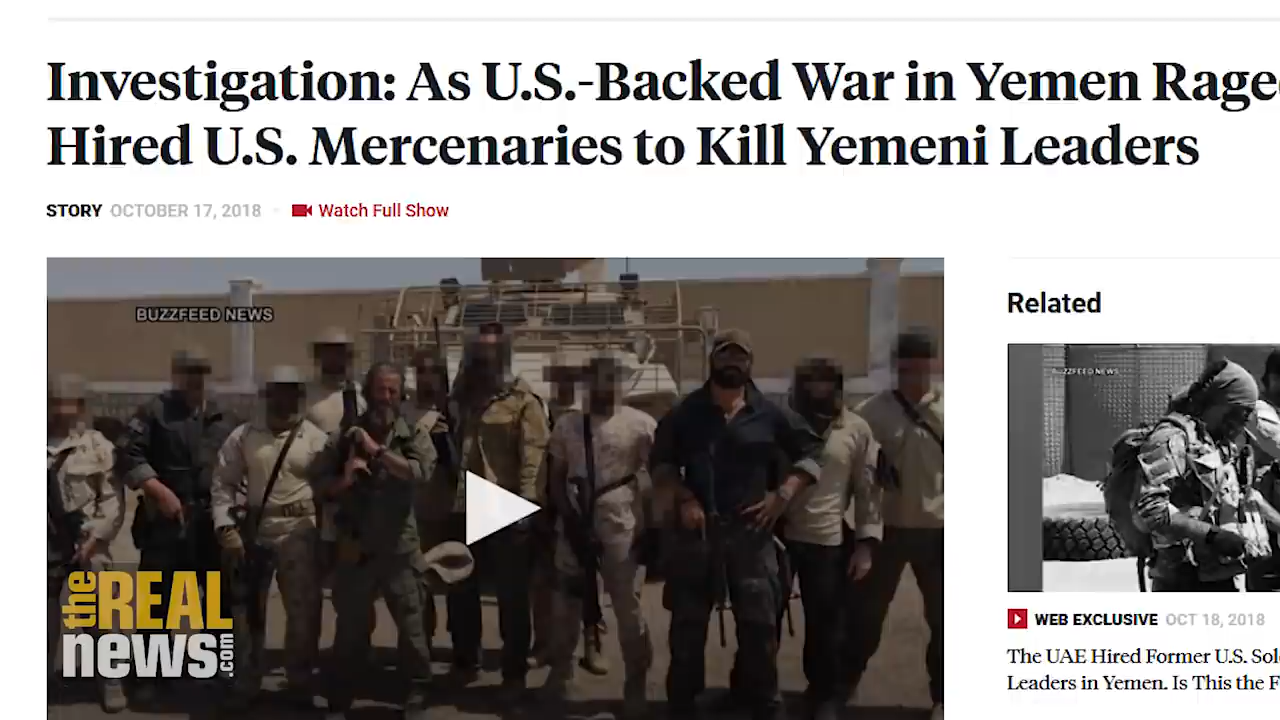 Investigation: As U.S.-Backed War in Yemen Rage
Hired U.S. Mercenaries to Kill Yemeni Leaders
STORY OCTOBER 17, 2018 Watch Full Show
BUZZFEED NEWS
the REAL
news.com
Related
BUZZFEED NEWS
WEB EXCLUSIVE OCT 18, 2018
The UAE Hired Former U.S. Sol
Leaders in Yemen. Is This the F